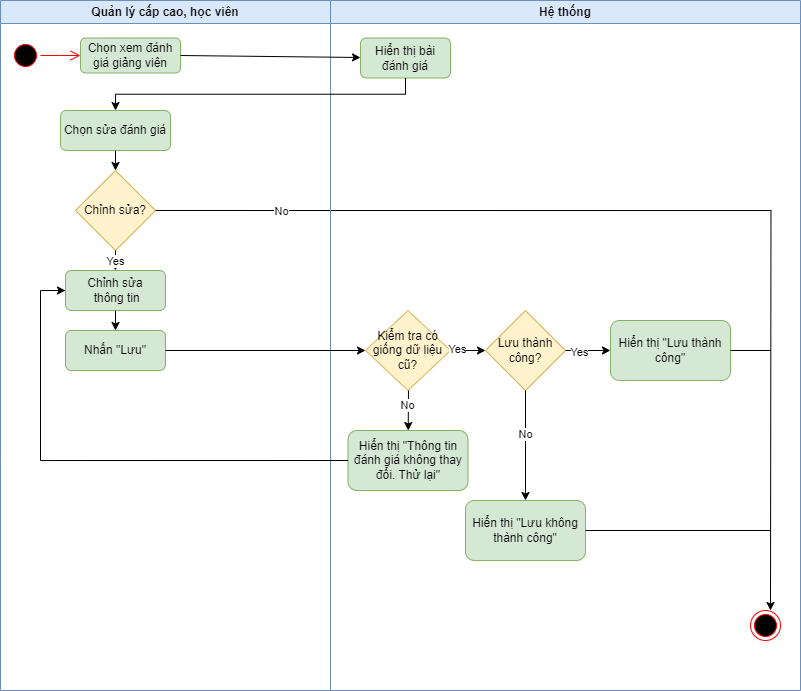 Quản lý cấp cao, học viên
Hệ thống
Chọn xem đánh
giá giảng viên
Hiển thị bài
đánh giá
Chọn sửa đánh giá
Chỉnh sửa?
No
Yes
Chỉnh sửa
thông tin
Nhấn "Lưu"
Kiểm tra có
giống dữ liệu
cũ?
Yes
Lưu thành
công?
Yes
Hiển thị "Lưu thành
công"
No
Hiển thị "Thông tin
đánh giá không thay
đổi. Thử lại"
No
Hiển thị "Lưu không
thành công"